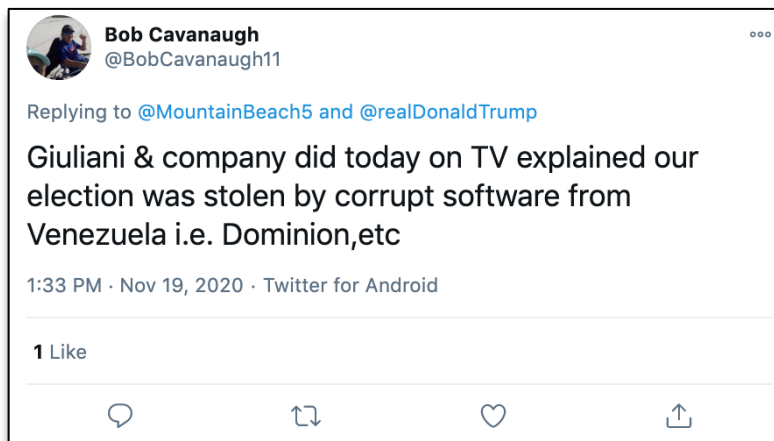 Bob Cavanaugh
@BobCavanaugh11
Replying to @MountainBeach5 and @realDonaldTrump
Giuliani & company did today on TV explained our
election was stolen by corrupt software from
Venezuela i.e. Dominion,etc
1:33 PM · Nov 19, 2020 · Twitter for Android
1 Like